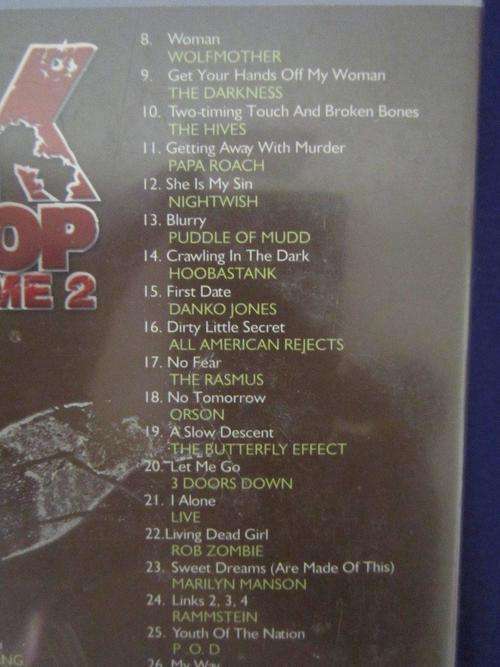 K
OP
ME 2
8. Woman
WOLFMOTHER
9. Get Your Hands Off My Woman
THE DARKNESS
10. Two-timing Touch And Broken Bones
THE HIVES
11. Getting Away With Murder
PAPA ROACH
12. She Is My Sin
NIGHTWISH
13. Blurry
PUDDLE OF MUDD
14. Crawling In The Dark
HOOBASTANK
15. First Date
DANKO JONES
16. Dirty Little Secret
ALL AMERICAN REJECTS
17. No Fear
THE RASMUS
18. No Tomorrow
ORSON
19. A Slow Descent
THE BUTTERFLY EFFECT
20. Let Me Go
3 DOORS DOWN
21. I Alone
LIVE
22.Living Dead Girl
ROB ZOMBIE
23. Sweet Dreams (Are Made Of This)
MARILYN MANSON
24. Links 2, 3, 4
RAMMSTEIN
25. Youth Of The Nation
P .O. D
NG
26. My Way